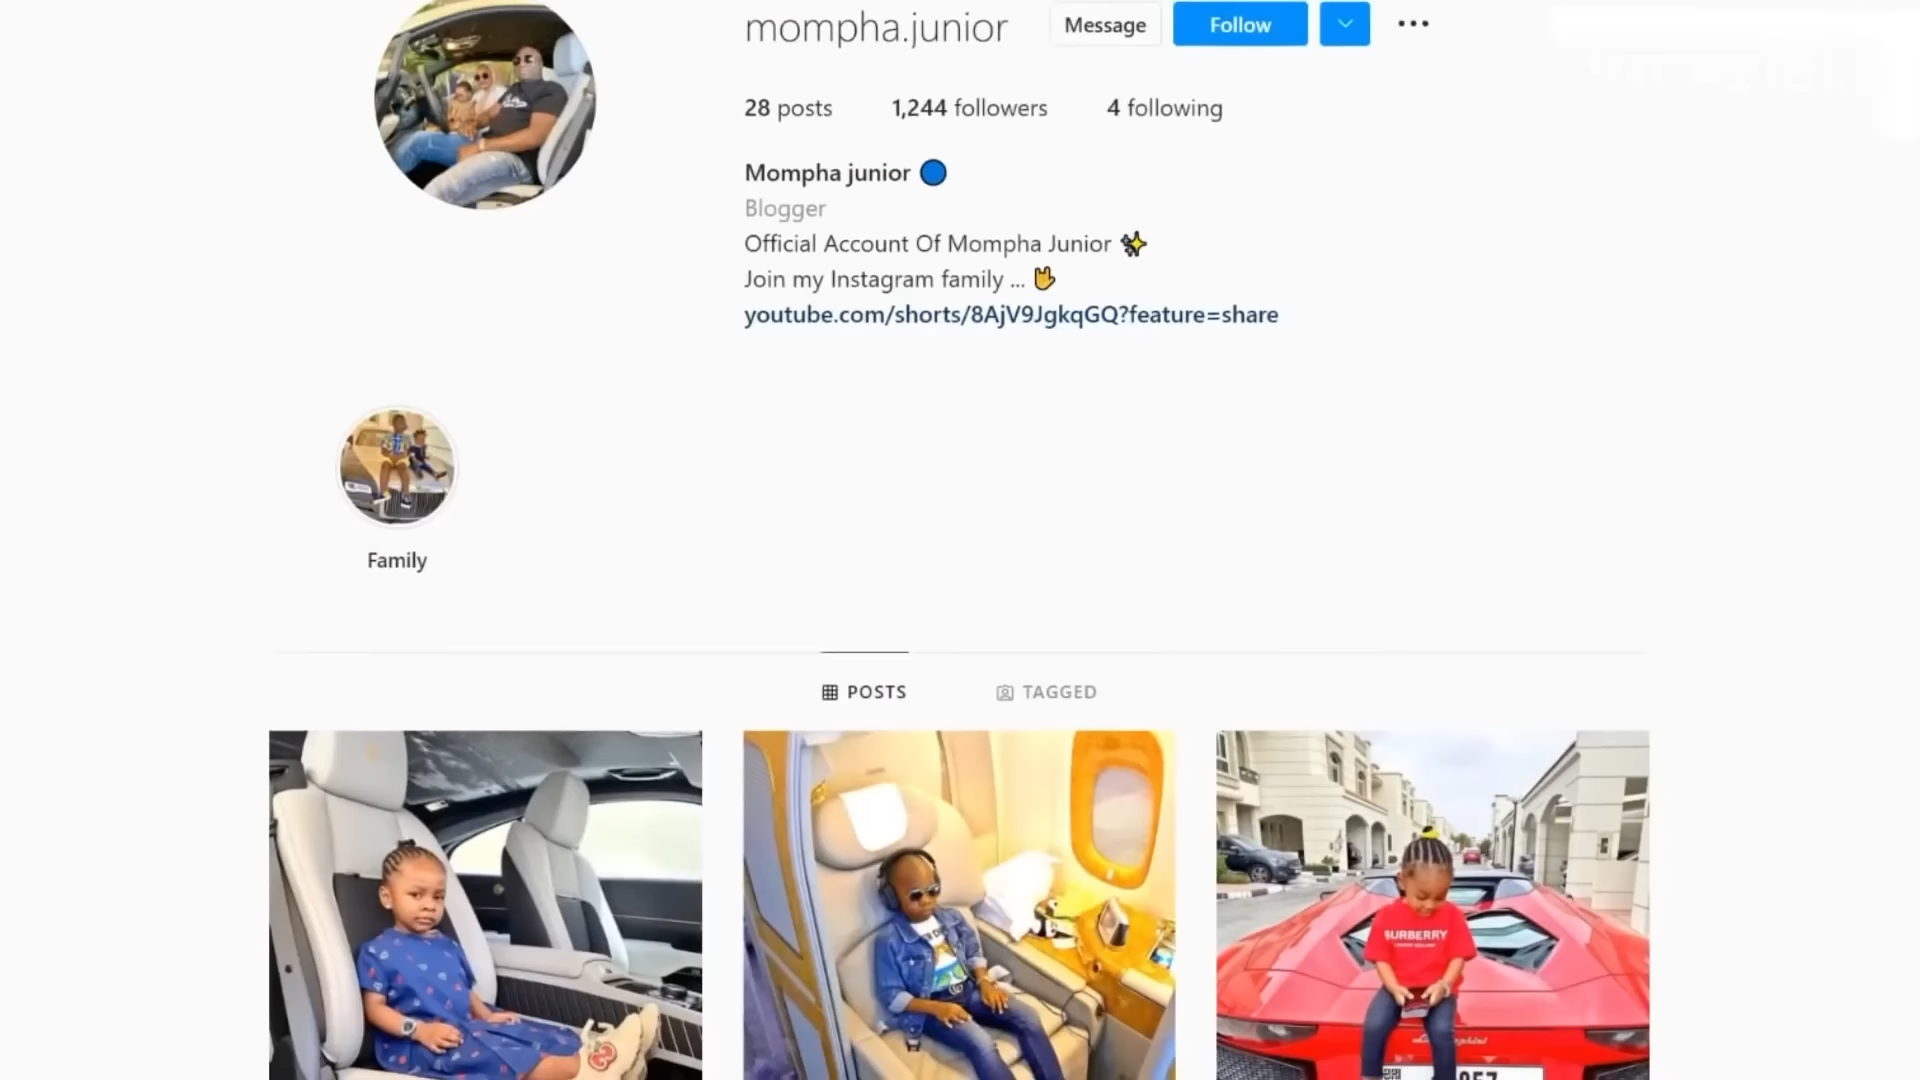 mompha.junior
Message
Follow
28 posts
1,244 followers
4 following
Mompha junior
Blogger
Official Account Of Mompha Junior
Join my Instagram family ...
youtube.com/shorts/8AjV9JgkqGQ?feature=share
Family
POSTS
TAGGED
BURBERRY